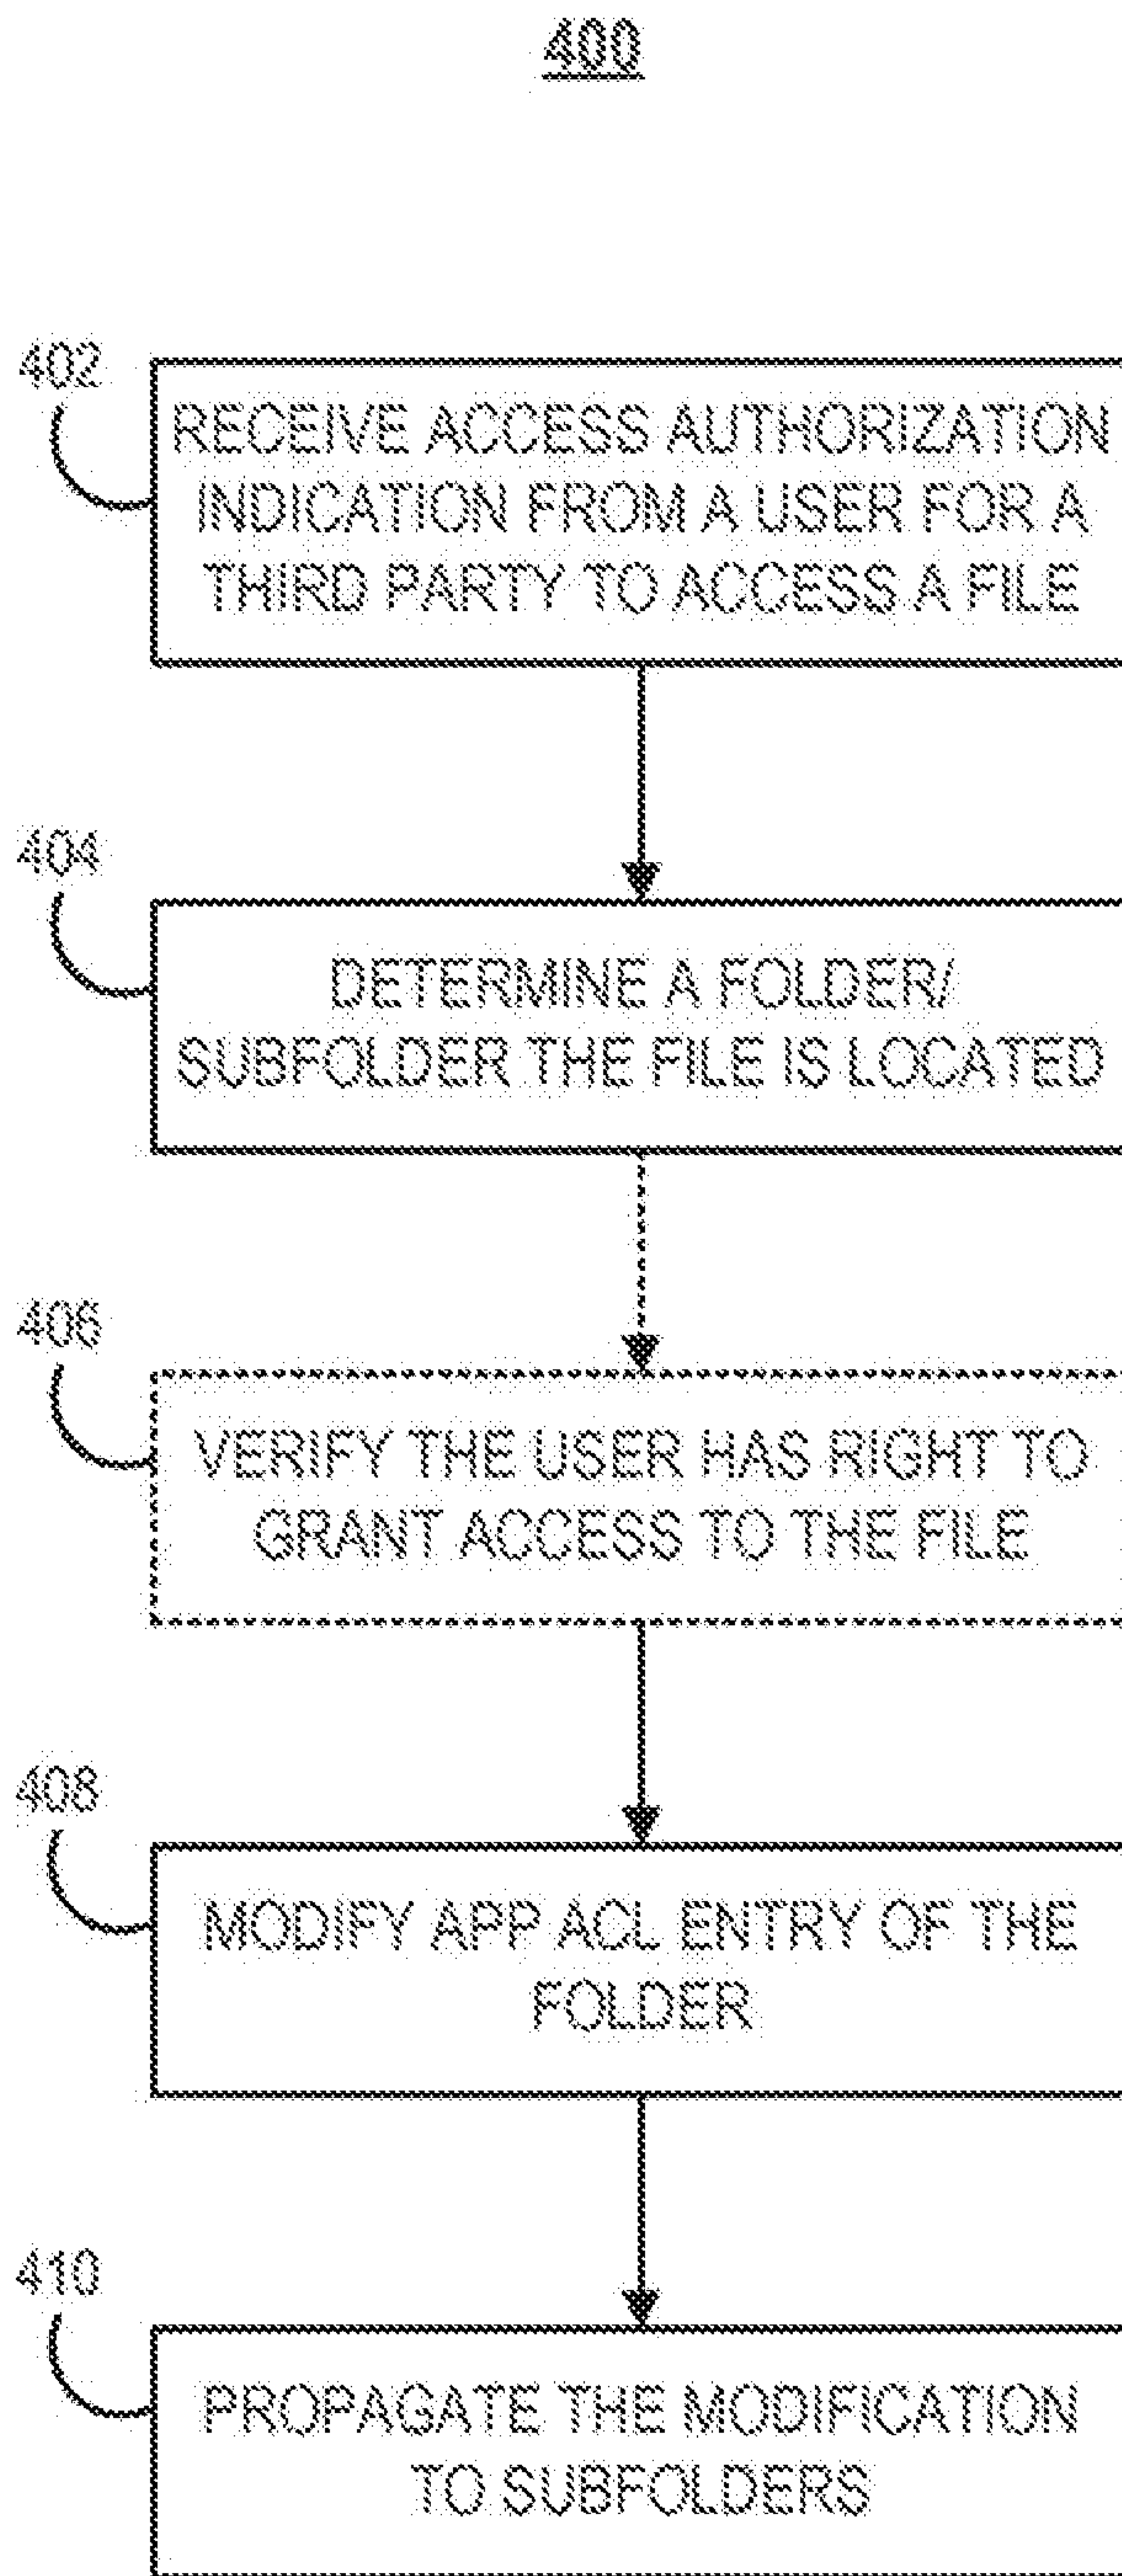 400
402
RECEIVE ACCESS AUTHORIZATION
INDICATION FROM A USER FOR A
THIRD PARTY TO ACCESS A FILE
404
DETERMINE A FOLDER/
SUBFOLDER THE FILE IS LOCATED
406
VERIFY THE USER HAS RIGHT TO
GRANT ACCESS TO THE FILE
408
MODIFY APP ACL ENTRY OF THE
FOLDER
410
PROPAGATE THE MODIFICATION
TO SUBFOLDERS